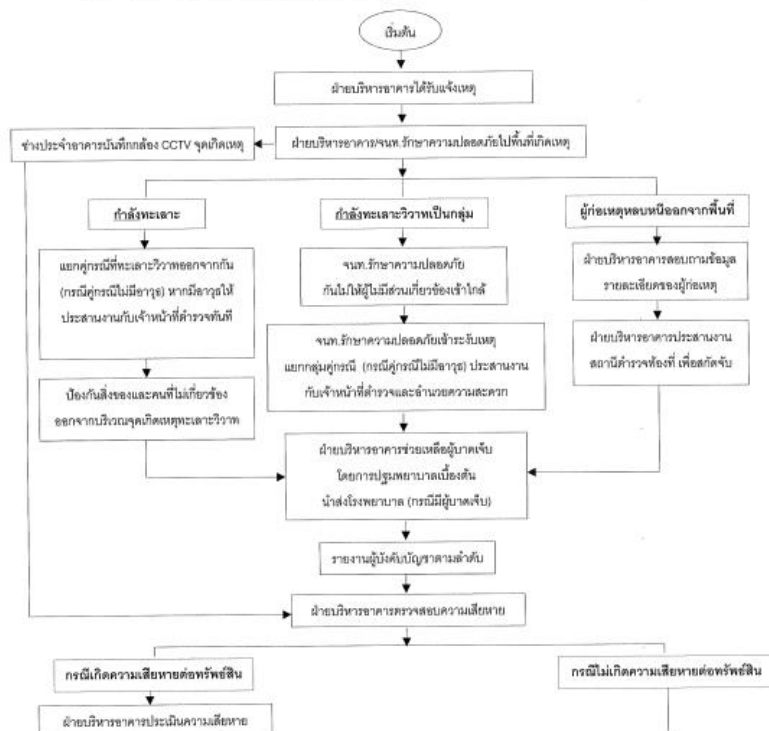 เริ่มต้น
ฝ่ายบริหารอาคารได้รับแจ้งเหตุ
ช่างประจำอาคารบันทึกกล้อง CCTV จุดเกิดเหตุ
ฝ่ายบริหารอาคาร/จนท.รักษาความปลอดภัยไปพื้นที่เกิดเหตุ
กำลังทะเลาะ
กำลังทะเลาะวิวาทเป็นกลุ่ม
ผู้ก่อเหตุหลบหนีออกจากพื้นที่
แยกคู่กรณีที่ทะเลาะวิวาทออกจากกัน
(กรณีคู่กรณีไม่มีอาวุธ) หากมีอาวุธให้
ประสานงานกับเจ้าหน้าที่ตำรวจทันที
จนท.รักษาความปลอดภัย
กันไม่ให้ผู้ไม่มีส่วนเกี่ยวข้องเข้าใกล้
ฝ่ายบริหารอาคารสอบถามข้อมูล
รายละเอียดของผู้ก่อเหตุ
จนท.รักษาความปลอดภัยเข้าระงับเหตุ
แยกกลุ่มคู่กรณี (กรณีคู่กรณีไม่มีอาวุธ) ประสานงาน
กับเจ้าหน้าที่ตำรวจและอำนวยความสะดวก
ฝ่ายบริหารอาคารประสานงาน
สถานีตำรวจท้องที่ เพื่อสกัดจับ
ป้องกันสิ่งของและคนที่ไม่เกี่ยวข้อง
ออกจากบริเวณจุดเกิดเหตุทะเลาะวิวาท
ฝ่ายบริหารอาคารช่วยเหลือผู้บาดเจ็บ
โดยการปฐมพยาบาลเบื้องต้น
นำส่งโรงพยาบาล (กรณีมีผู้บาดเจ็บ)
รายงานผู้บังคับบัญชาตามลำดับ
ฝ่ายบริหารอาคารตรวจสอบความเสียหาย
กรณีเกิดความเสียหายต่อทรัพย์สิน
กรณีไม่เกิดความเสียหายต่อทรัพย์สิน
ฝ่ายบริหารอาคารประเมินความเสียหาย